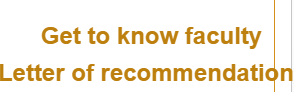 Get to know faculty
Letter of recommendation